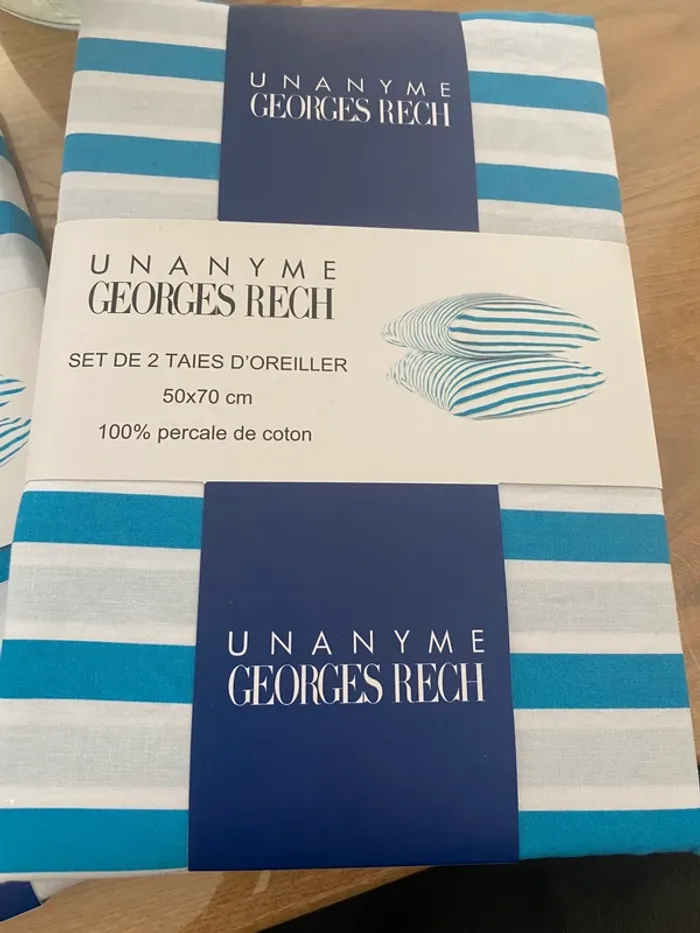 UNANYME
GEORGES RECH
UNANYME
GEORGES RECH
SET DE 2 TAIES D'OREILLER
50x70 cm
100% percale de coton
UNANYME
GEORGES RECH